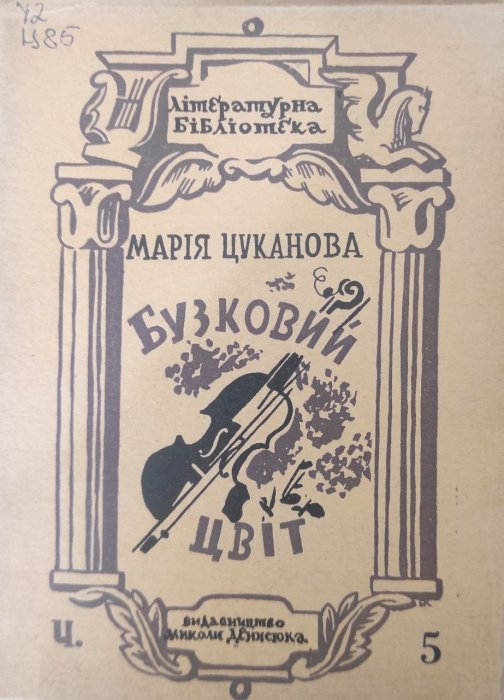 У2
Ц85
Літературна
Бібліотека
Марія Цуканова
Бузковий
Цвіт
Видавництво
Миколи Денисюка
Ч. 5